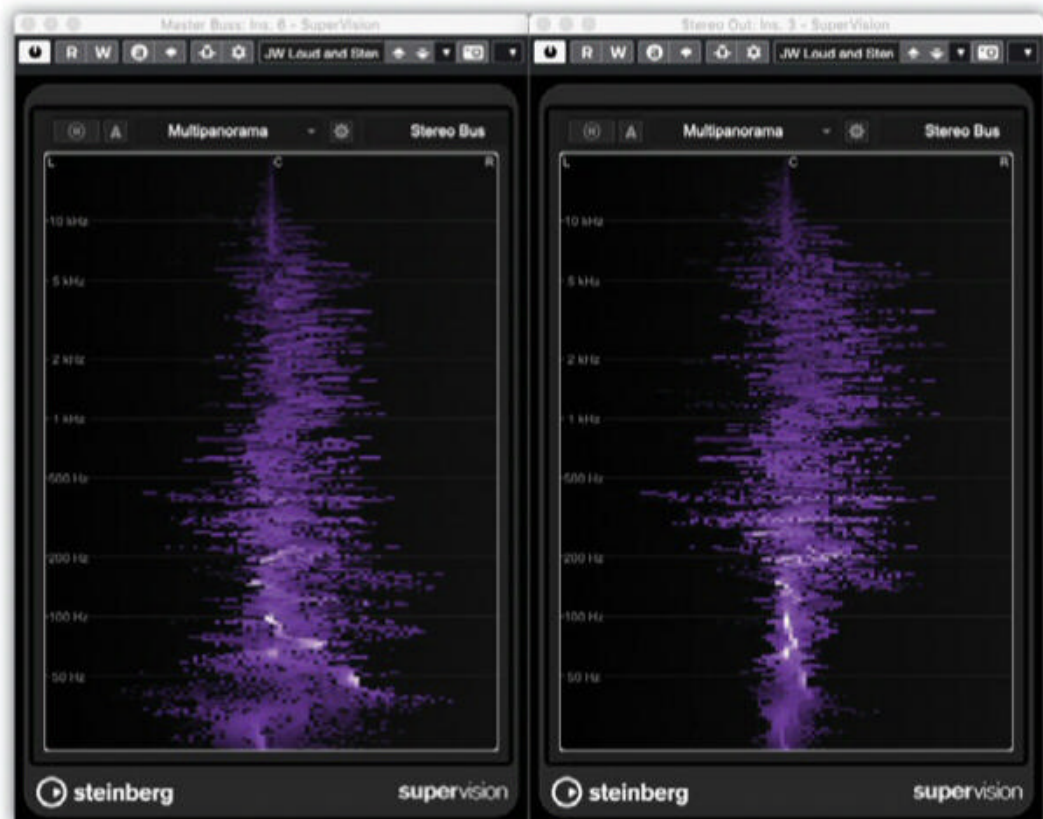 Master Buss: Ins. 6 - SuperVision
R W JW Loud and Sten
H A Multipanorama Stereo Bus
L C R
10 kHz
5 kHz
2 kHz
1 kHz
500 Hz
200 Hz
100 Hz
50 Hz
steinberg supervision
Stereo Out: Ins. 3 - SuperVision
R W JW Loud and Sten
H A Multipanorama Stereo Bus
L C R
10 kHz
5 kHz
2 kHz
1 kHz
500 Hz
200 Hz
100 Hz
50 Hz
steinberg supervision